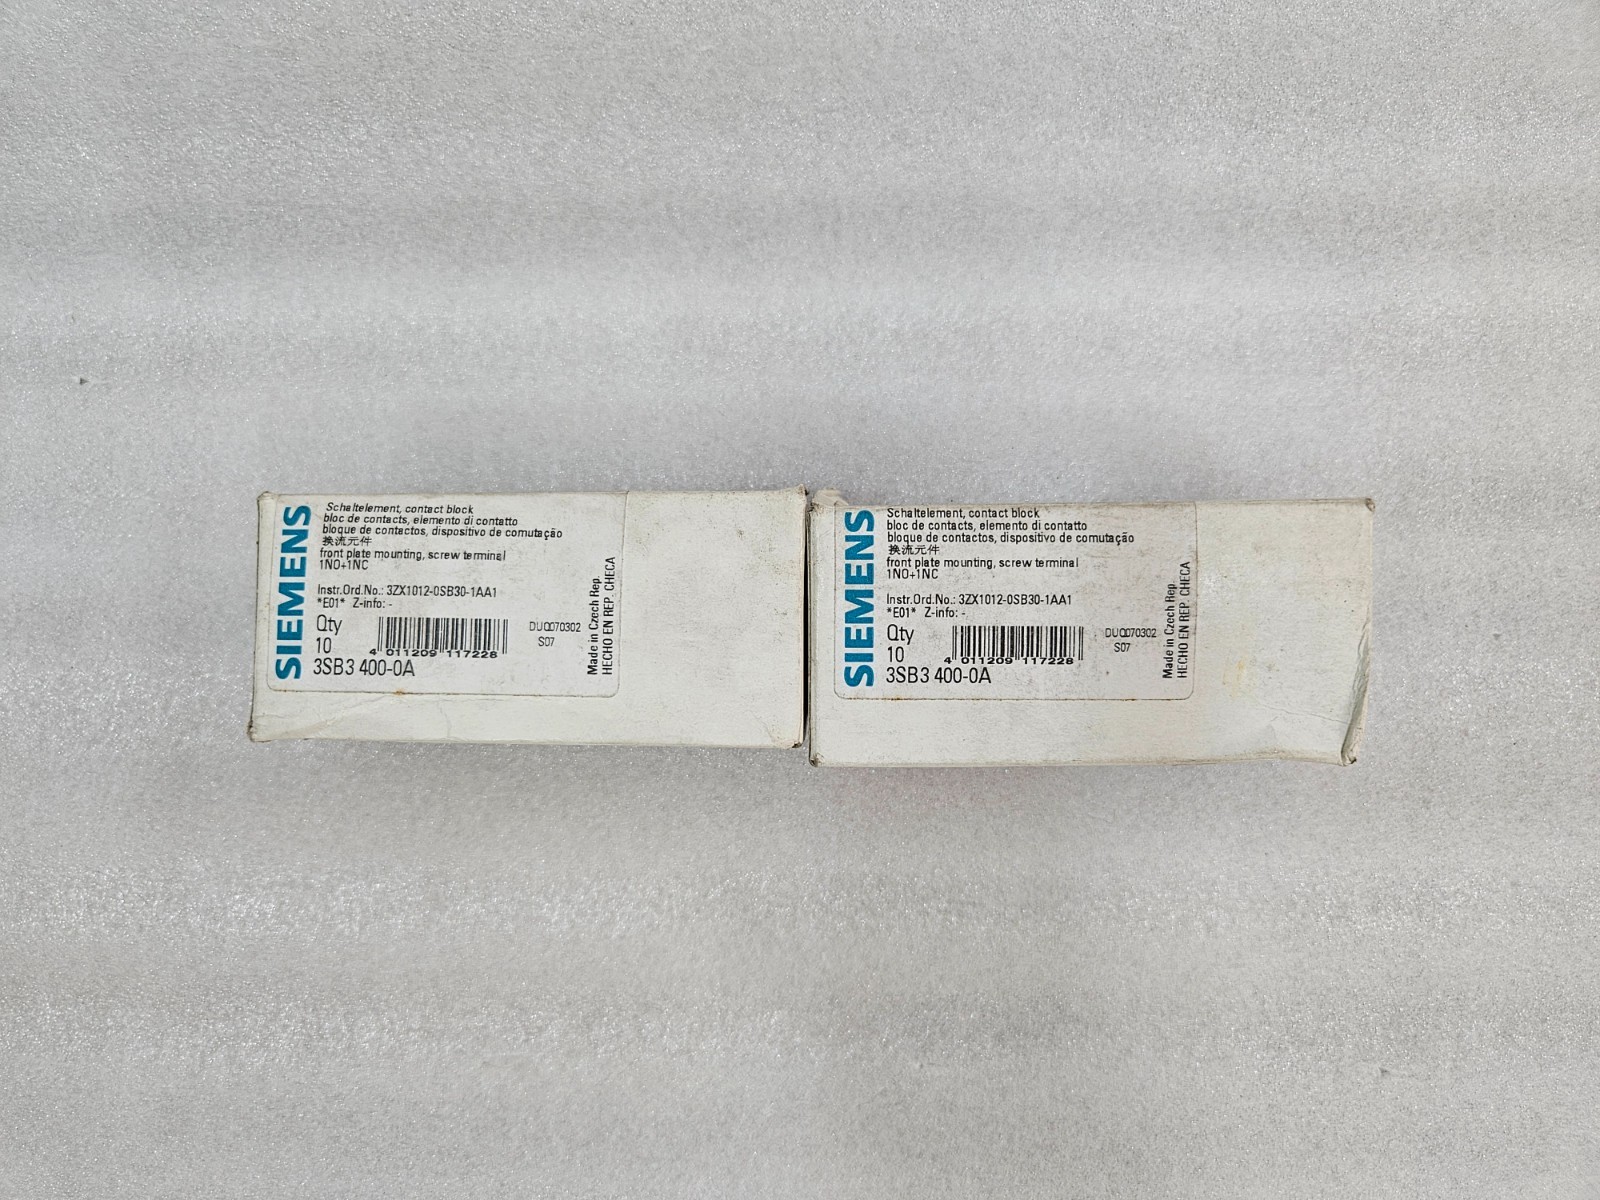 SIEMENS
Schaltelement, contact block
bloc de contacts, elemento di contatto
bloque de contactos, dispositivo de comutação
换流元件
front plate mounting, screw terminal
1NO+1NC
Instr.Ord.No.: 3ZX1012-0SB30-1AA1
*E01* Z-info: -
Qty
10
4 011209 117228
3SB3 400-0A
DUQ070302
S07
Made in Czech Rep.
HECHO EN REP. CHECA
SIEMENS
Schaltelement, contact block
bloc de contacts, elemento di contatto
bloque de contactos, dispositivo de comutação
换流元件
front plate mounting, screw terminal
1NO+1NC
Instr.Ord.No.: 3ZX1012-0SB30-1AA1
*E01* Z-info: -
Qty
10
4 011209 117228
3SB3 400-0A
DUQ070302
S07
Made in Czech Rep.
HECHO EN REP. CHECA